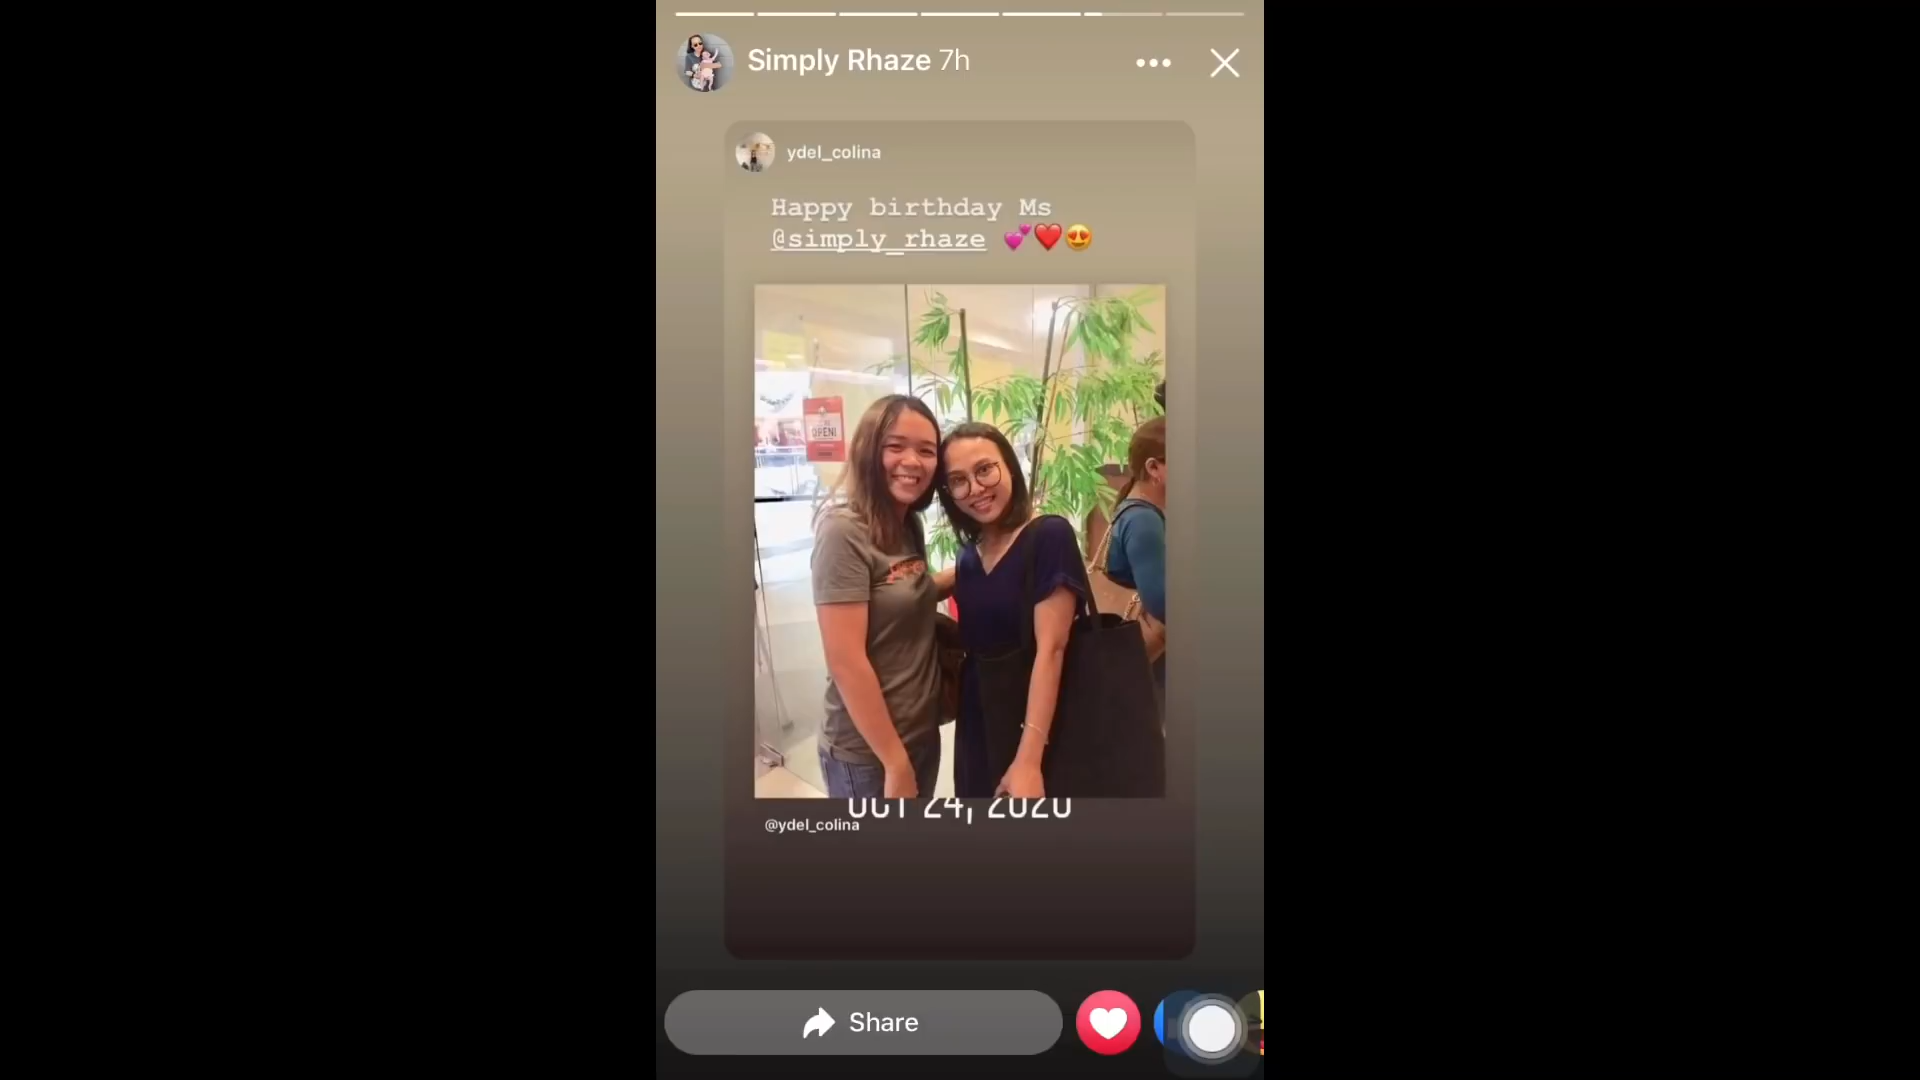 Simply Rhaze 7h
ydel_colina
Happy birthday Ms
@simply_rhaze 💕❤️😍
OPEN!
OCT 24, 2020
@ydel_colina
Share